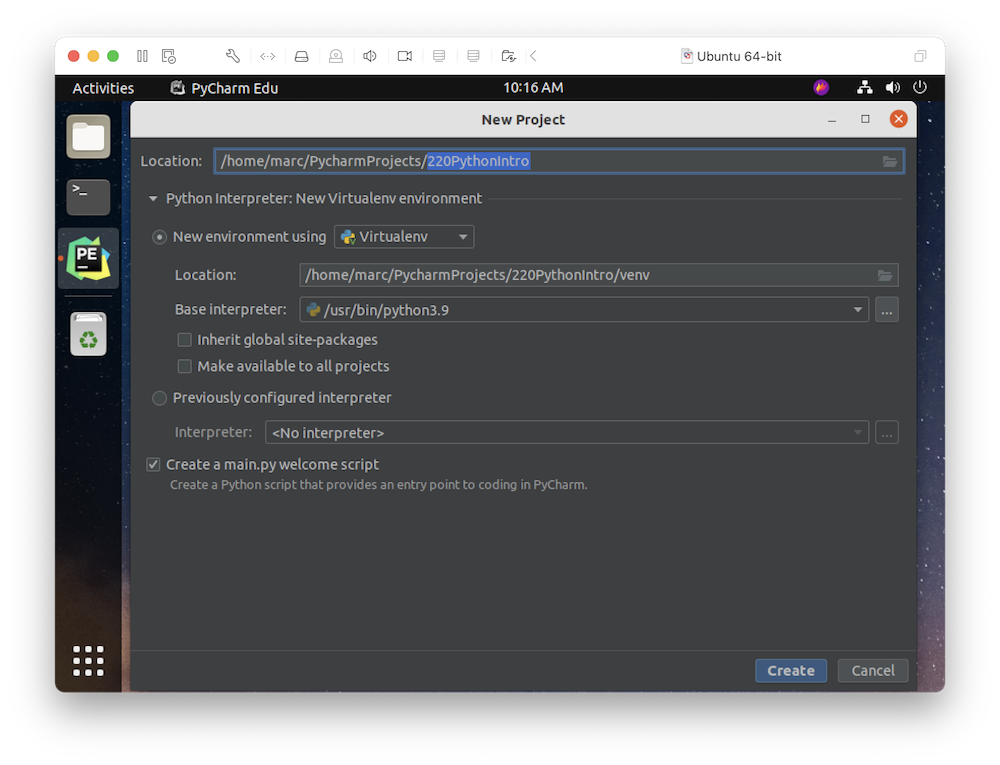 Ubuntu 64-bit
Activities PyCharm Edu 10:16 AM
New Project
Location: /home/marc/PycharmProjects/220PythonIntro
Python Interpreter: New Virtualenv environment
New environment using Virtualenv
Location: /home/marc/PycharmProjects/220PythonIntro/venv
Base interpreter: /usr/bin/python3.9 ...
Inherit global site-packages
Make available to all projects
Previously configured interpreter
Interpreter: <No interpreter> ...
Create a main.py welcome script
Create a Python script that provides an entry point to coding in PyCharm.
Create Cancel
>_
PE